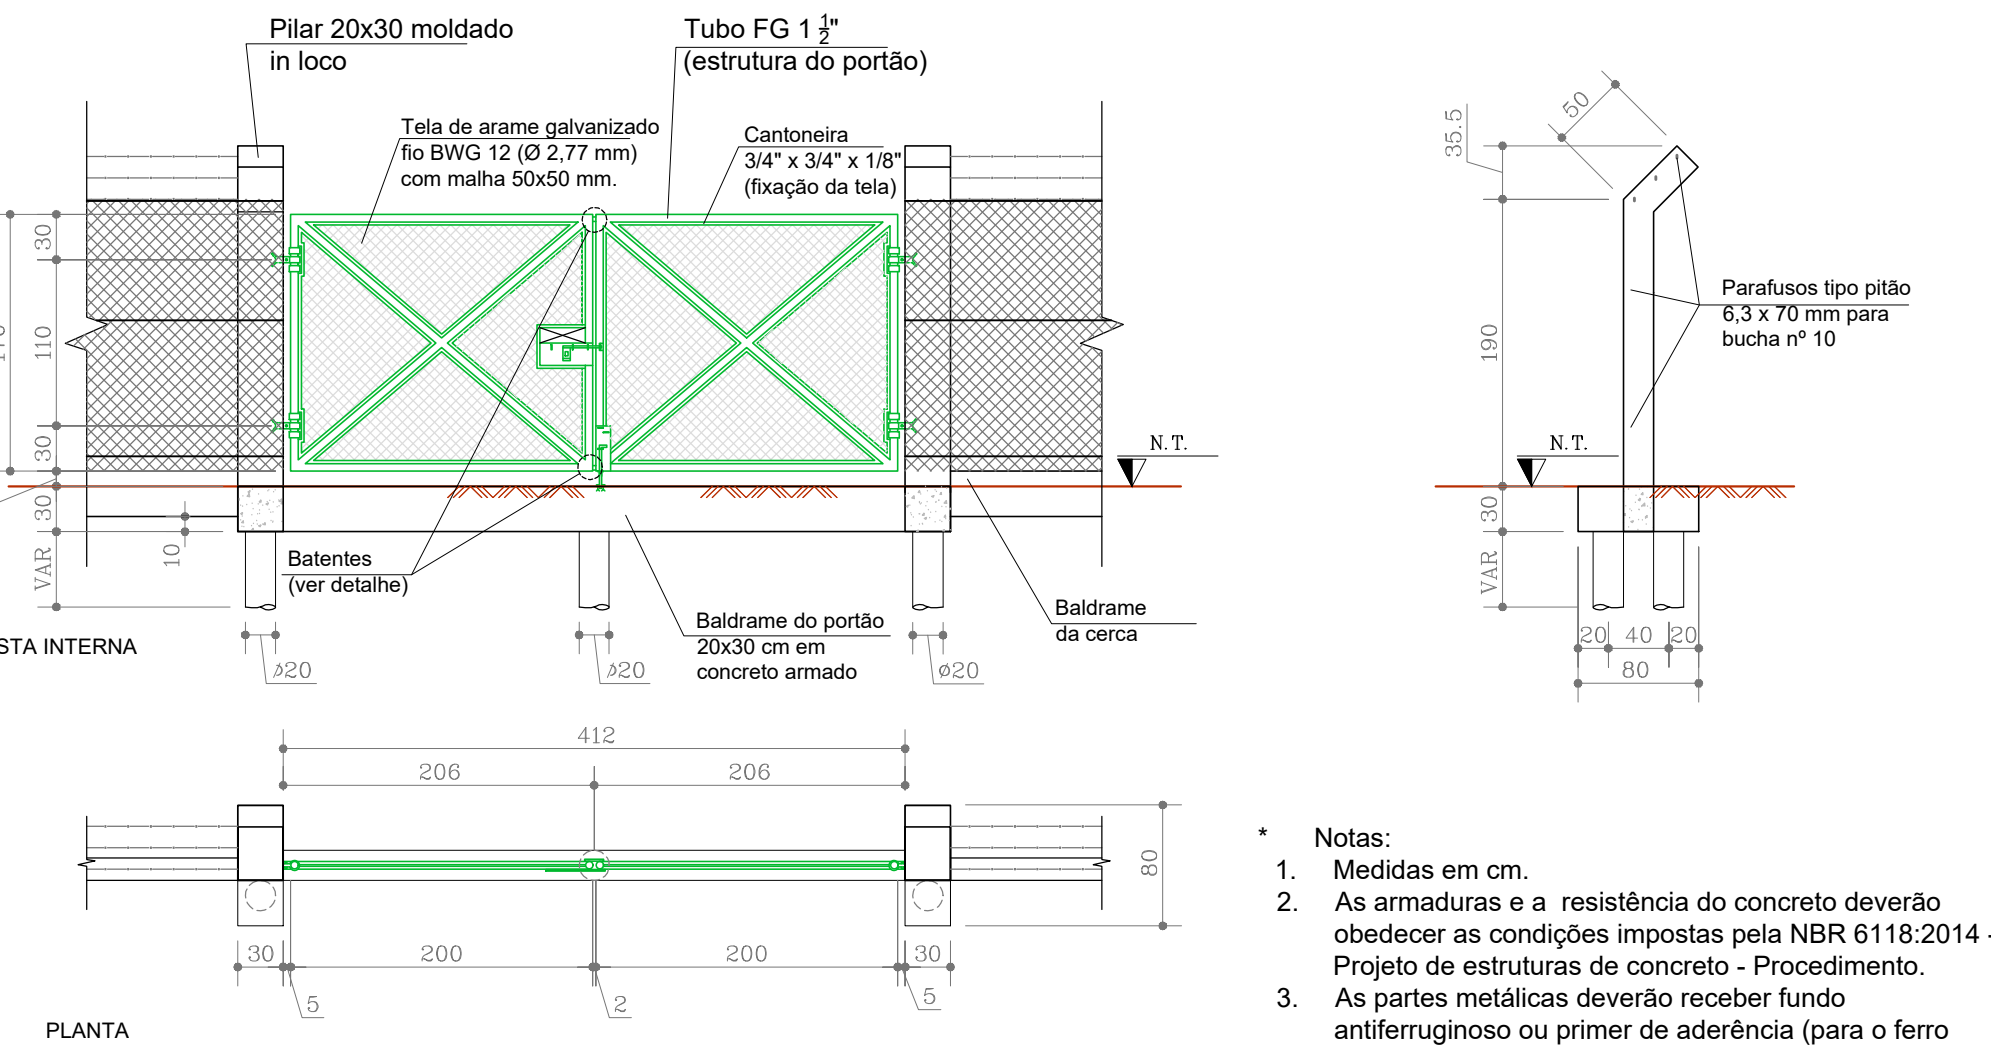 Pilar 20x30 moldado
in loco
Tubo FG 1 1/2"
(estrutura do portão)
Tela de arame galvanizado
fio BWG 12 (Ø 2,77 mm)
com malha 50x50 mm.
Cantoneira
3/4" x 3/4" x 1/8"
(fixação da tela)
30
110
30
30
VAR
10
Batentes
(ver detalhe)
Baldrame do portão
20x30 cm em
concreto armado
Baldrame
da cerca
N.T.
STA INTERNA
ø20
ø20
ø20
50
35.5
190
30
VAR
N.T.
Parafusos tipo pitão
6,3 x 70 mm para
bucha nº 10
20 40 20
80
412
206 206
80
30 200 200 30
5 2 5
PLANTA
* Notas:
1. Medidas em cm.
2. As armaduras e a resistência do concreto deverão
obedecer as condições impostas pela NBR 6118:2014 -
Projeto de estruturas de concreto - Procedimento.
3. As partes metálicas deverão receber fundo
antiferruginoso ou primer de aderência (para o ferro